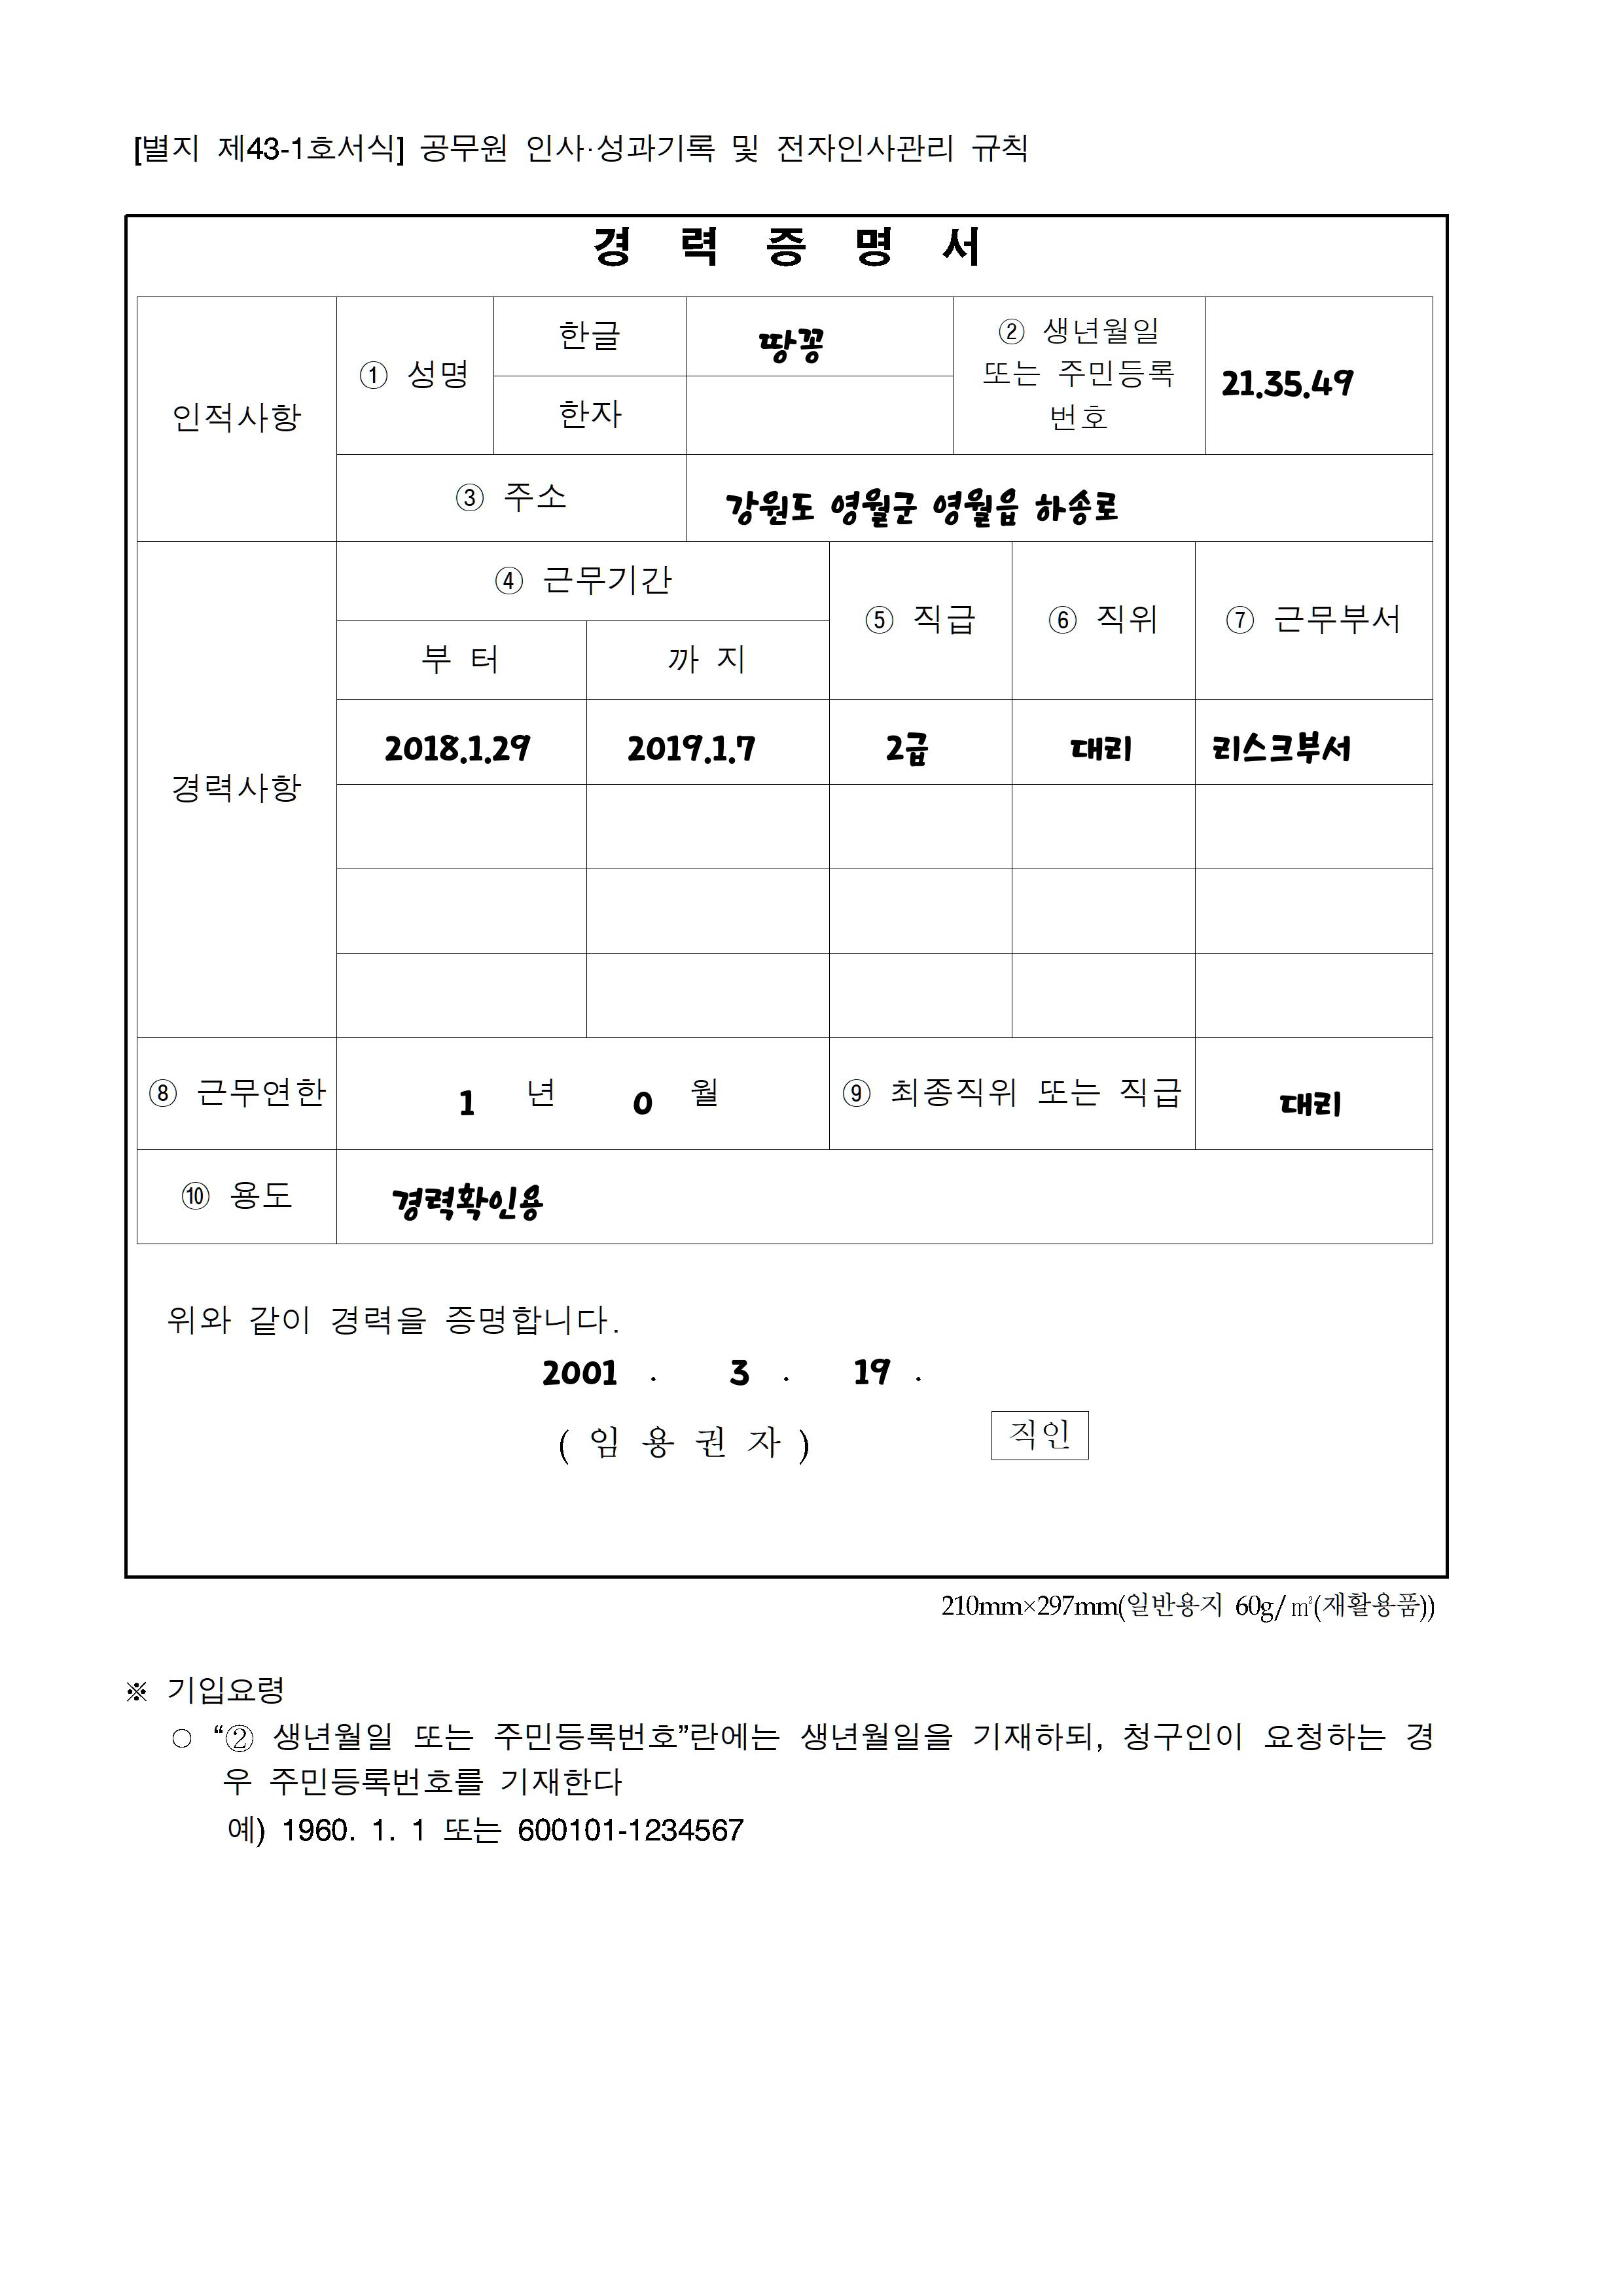 [별지 제43-1호서식] 공무원 인사·성과기록 및 전자인사관리 규칙
경 력 증 명 서
인적사항
① 성명
한글
땅꽁
② 생년월일
또는 주민등록
번호
21.35.49
한자
③ 주소
강원도 영월군 영월읍 하송로
경력사항
④ 근무기간
⑤ 직급
⑥ 직위
⑦ 근무부서
부 터
까 지
2018.1.29
2019.1.7
2급
대리
리스크부서
⑧ 근무연한
1 년 0 월
⑨ 최종직위 또는 직급
대리
⑩ 용도
경력확인용
위와 같이 경력을 증명합니다.
2001 . 3 . 19 .
( 임 용 권 자 )
직인
210mm×297mm(일반용지 60g/㎡(재활용품))
※ 기입요령
○ “② 생년월일 또는 주민등록번호”란에는 생년월일을 기재하되, 청구인이 요청하는 경
우 주민등록번호를 기재한다
예) 1960. 1. 1 또는 600101-1234567